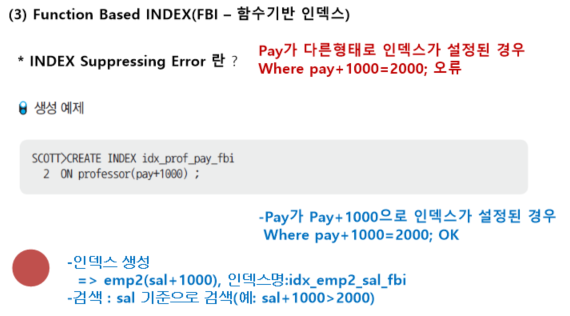 (3) Function Based INDEX(FBI – 함수기반 인덱스)
* INDEX Suppressing Error 란 ?
Pay가 다른형태로 인덱스가 설정된 경우
Where pay+1000=2000; 오류
생성 예제
SCOTT>CREATE INDEX idx_prof_pay_fbi
2 ON professor(pay+1000) ;
-Pay가 Pay+1000으로 인덱스가 설정된 경우
Where pay+1000=2000; OK
-인덱스 생성
=> emp2(sal+1000), 인덱스명:idx_emp2_sal_fbi
-검색 : sal 기준으로 검색(예: sal+1000>2000)